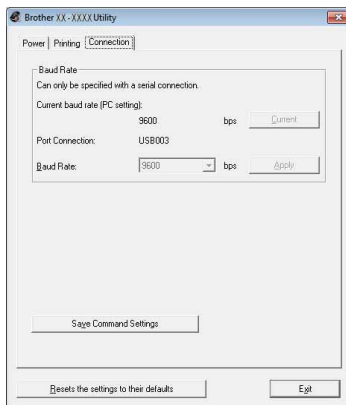 Brother XX-XXXX Utility
Power Printing Connection
Baud Rate
Can only be specified with a serial connection.
Current baud rate (PC setting):
9600 bps Current
Port Connection: USB003
Baud Rate: 9600 bps Apply
Save Command Settings
Resets the settings to their defaults Exit